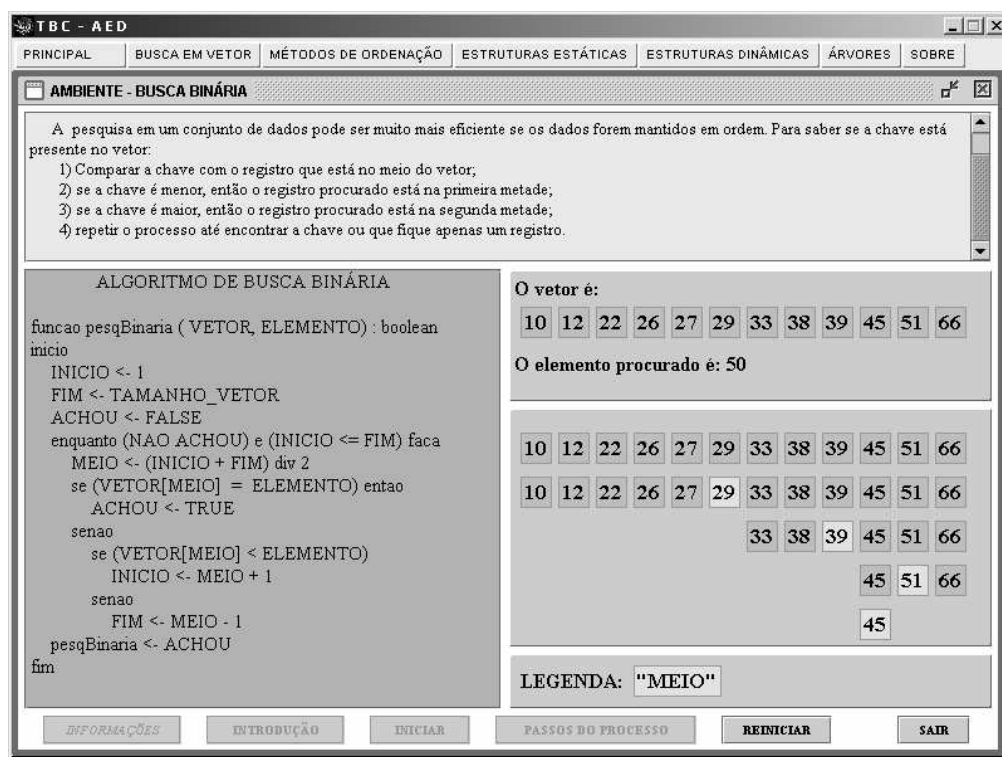 TBC - AED
PRINCIPAL BUSCA EM VETOR MÉTODOS DE ORDENAÇÃO ESTRUTURAS ESTÁTICAS ESTRUTURAS DINÂMICAS ÁRVORES SOBRE
AMBIENTE - BUSCA BINÁRIA
A pesquisa em um conjunto de dados pode ser muito mais eficiente se os dados forem mantidos em ordem. Para saber se a chave está
presente no vetor:
1) Comparar a chave com o registro que está no meio do vetor;
2) se a chave é menor, então o registro procurado está na primeira metade;
3) se a chave é maior, então o registro procurado está na segunda metade;
4) repetir o processo até encontrar a chave ou que fique apenas um registro.
ALGORITMO DE BUSCA BINÁRIA
funcao pesqBinaria ( VETOR, ELEMENTO) : boolean
inicio
INICIO <- 1
FIM <- TAMANHO_VETOR
ACHOU <- FALSE
enquanto (NAO ACHOU) e (INICIO <= FIM) faca
MEIO <- (INICIO + FIM) div 2
se (VETOR[MEIO] = ELEMENTO) entao
ACHOU <- TRUE
senao
se (VETOR[MEIO] < ELEMENTO)
INICIO <- MEIO + 1
senao
FIM <- MEIO - 1
pesqBinaria <- ACHOU
fim
O vetor é:
10 12 22 26 27 29 33 38 39 45 51 66
O elemento procurado é: 50
10 12 22 26 27 29 33 38 39 45 51 66
10 12 22 26 27 29 33 38 39 45 51 66
33 38 39 45 51 66
45 51 66
45
LEGENDA: "MEIO"
INFORMAÇÕES INTRODUÇÃO INICIAR PASSOS DO PROCESSO REINICIAR SAIR